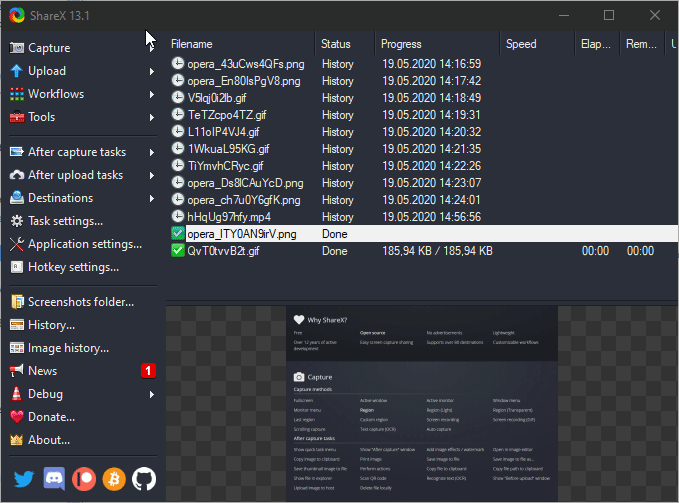 ShareX 13.1
Capture
Upload
Workflows
Tools
After capture tasks
After upload tasks
Destinations
Task settings...
Application settings...
Hotkey settings...
Screenshots folder...
History...
Image history...
News 1
Debug
Donate...
About...
Filename Status Progress Speed Elap... Rem... U
opera_43uCws4QFs.png History 19.05.2020 14:16:59
opera_En80IsPgV8.png History 19.05.2020 14:17:42
V5lqj0i2lb.gif History 19.05.2020 14:18:49
TeTZcpo4TZ.gif History 19.05.2020 14:19:31
L11oIP4VJ4.gif History 19.05.2020 14:20:32
1WkuaL95KG.gif History 19.05.2020 14:21:35
TiYmvhCRyc.gif History 19.05.2020 14:22:26
opera_Ds8lCAuYcD.png History 19.05.2020 14:23:07
opera_ch7u0Y6gfK.png History 19.05.2020 14:24:01
hHqUg97hfy.mp4 History 19.05.2020 14:56:56
opera_lTY0AN9irV.png Done
QvT0tvvB2t.gif Done 185,94 KB / 185,94 KB 00:00 00:00
Why ShareX?
Free Open source No advertisements Lightweight
Over 12 years of active development Easy screen capture sharing Supports over 80 destinations Customizable workflows
Capture
Capture methods
Fullscreen Active window Active monitor Window menu
Monitor menu Region Region (Light) Region (Transparent)
Last region Custom region Screen recording Screen recording (GIF)
Scrolling capture Text capture (OCR) Auto capture
After capture tasks
Show quick task menu Show "After capture" window Add image effects / watermark Open in image editor
Copy image to clipboard Print image Save image to file Save image to file as...
Save thumbnail image to file Perform actions Copy file to clipboard Copy file path to clipboard
Show file in explorer Scan QR code Recognize text (OCR) Show "Before upload" window
Upload image to host Delete file locally